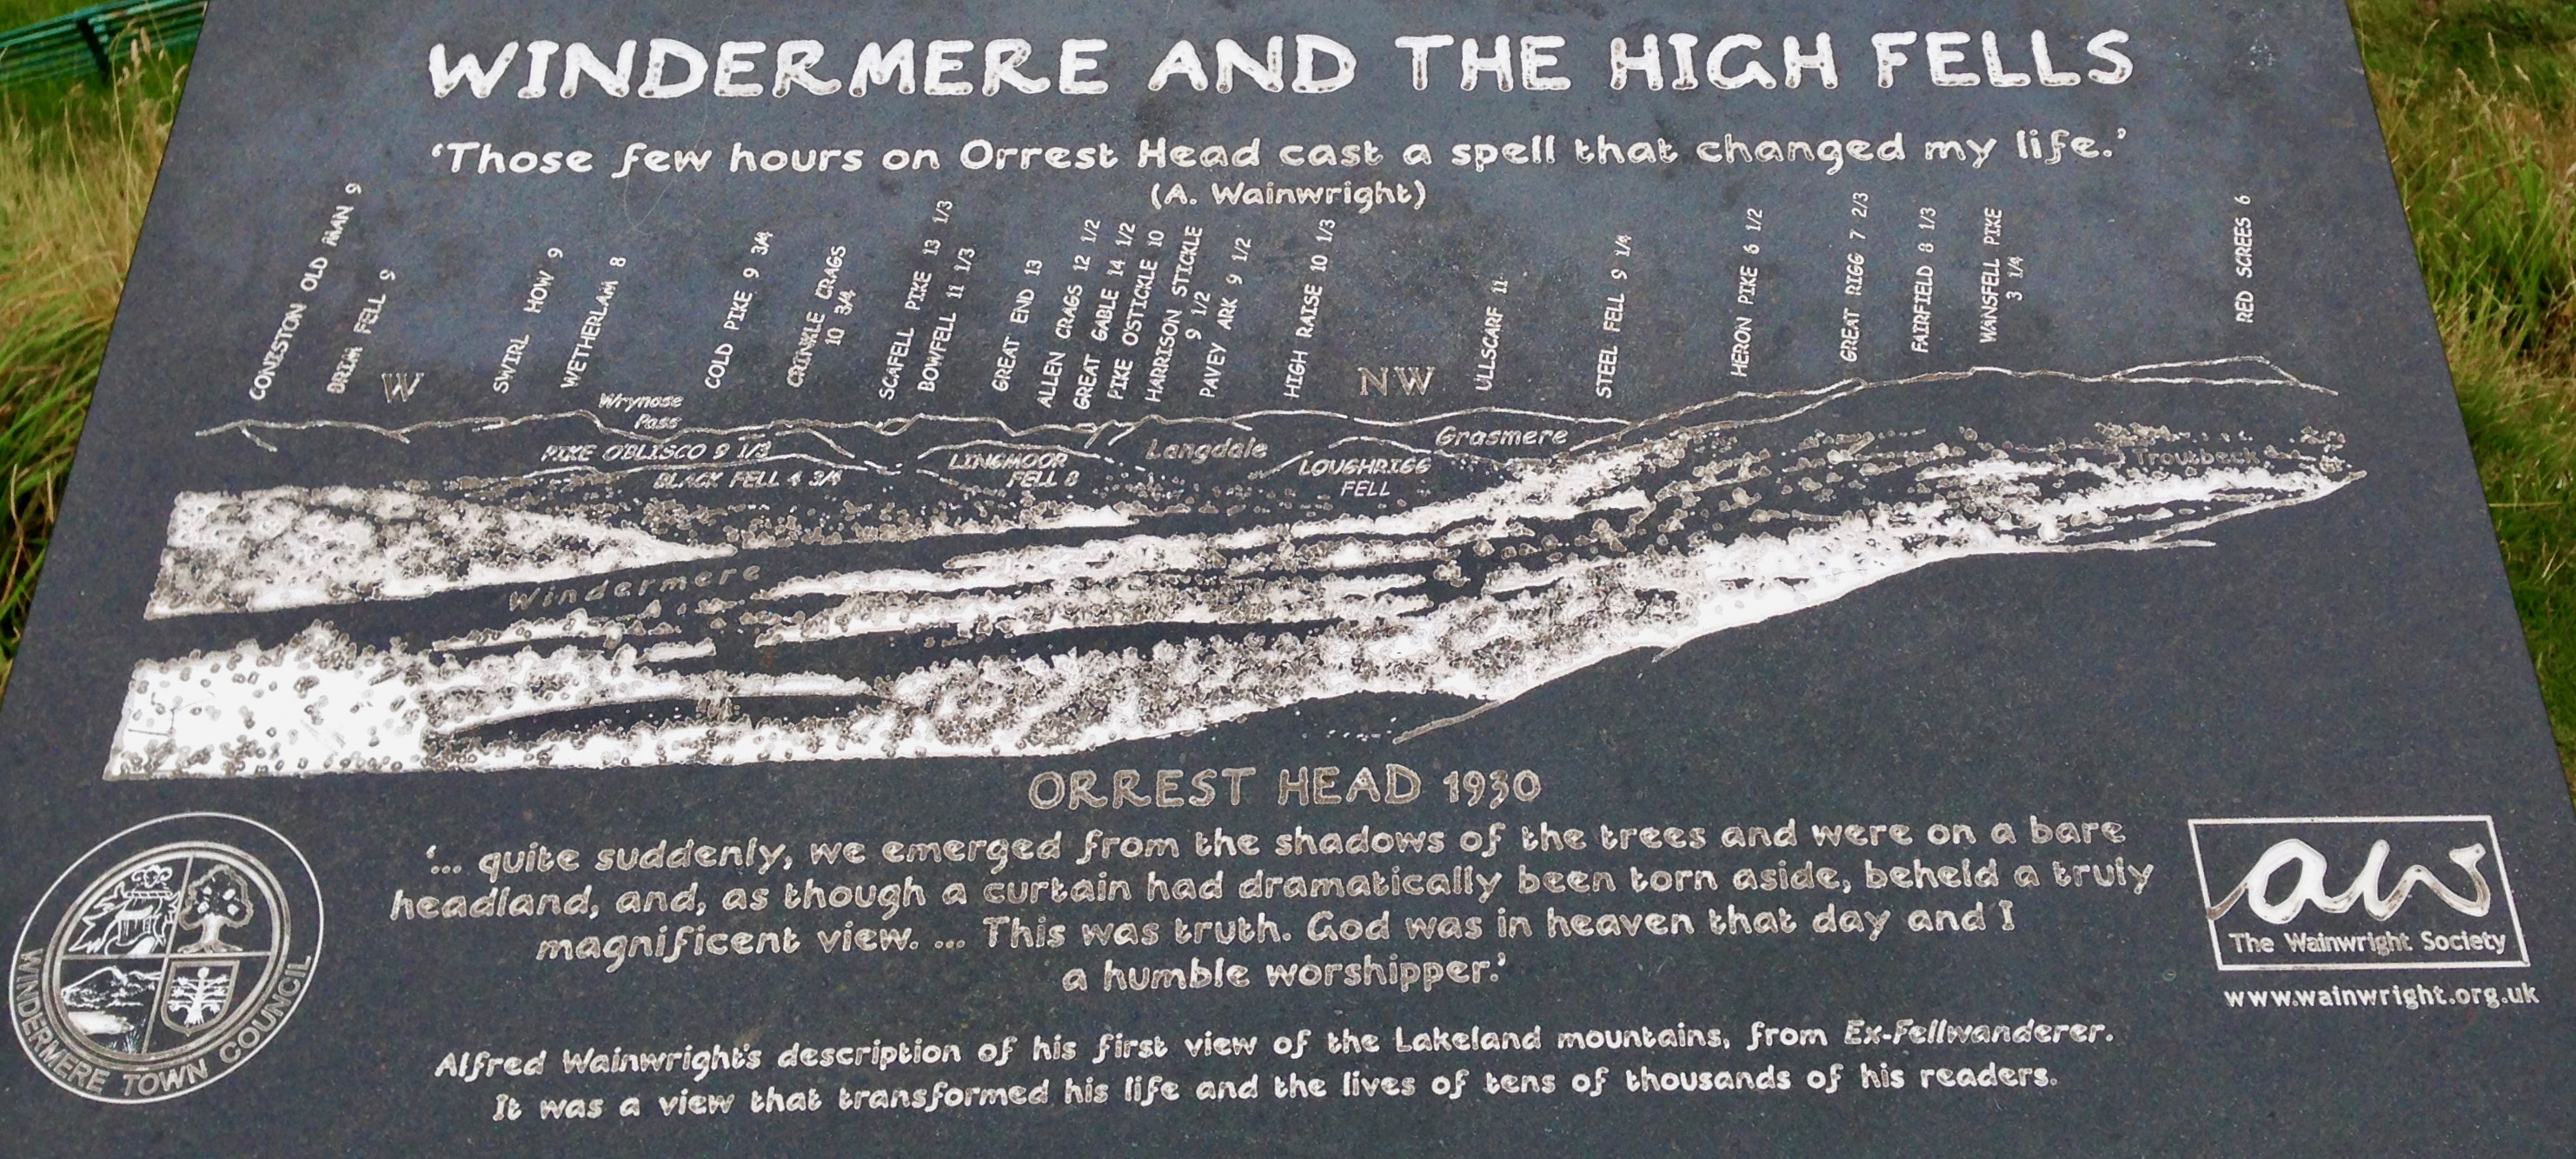 WINDERMERE AND THE HIGH FELLS
‘Those few hours on Orrest Head cast a spell that changed my life.’
(A. Wainwright)
CONISTON OLD MAN 9
BRIM FELL 9
W
SWIRL HOW 9
WETHERLAM 8
COLD PIKE 9 3/4
CRINKLE CRAGS
10 3/4
SCAFELL PIKE 13 1/3
BOWFELL 11 1/3
GREAT END 13
ALLEN CRAGS 12 1/2
GREAT GABLE 14 1/2
PIKE O'STICKLE 10
HARRISON STICKLE
9 1/2
PAVEY ARK 9 1/2
HIGH RAISE 10 1/3
NW
ULLSCARF 11
STEEL FELL 9 1/4
HERON PIKE 6 1/2
GREAT RIGG 7 2/3
FAIRFIELD 8 1/3
WANSFELL PIKE
3 1/4
RED SCREES 6
Wrynose
Pass
PIKE O'BLISCO 9 1/3
BLACK FELL 4 3/4
LINGMOOR
FELL 8
Langdale
LOUGHRIGG
FELL
Grasmere
Troutbeck
Windermere
ORREST HEAD 1930
‘... quite suddenly, we emerged from the shadows of the trees and were on a bare
headland, and, as though a curtain had dramatically been torn aside, beheld a truly
magnificent view. ... This was truth. God was in heaven that day and I
a humble worshipper.’
Alfred Wainwright's description of his first view of the Lakeland mountains, from Ex-Fellwanderer.
It was a view that transformed his life and the lives of tens of thousands of his readers.
WINDERMERE TOWN COUNCIL
aw
The Wainwright Society
www.wainwright.org.uk